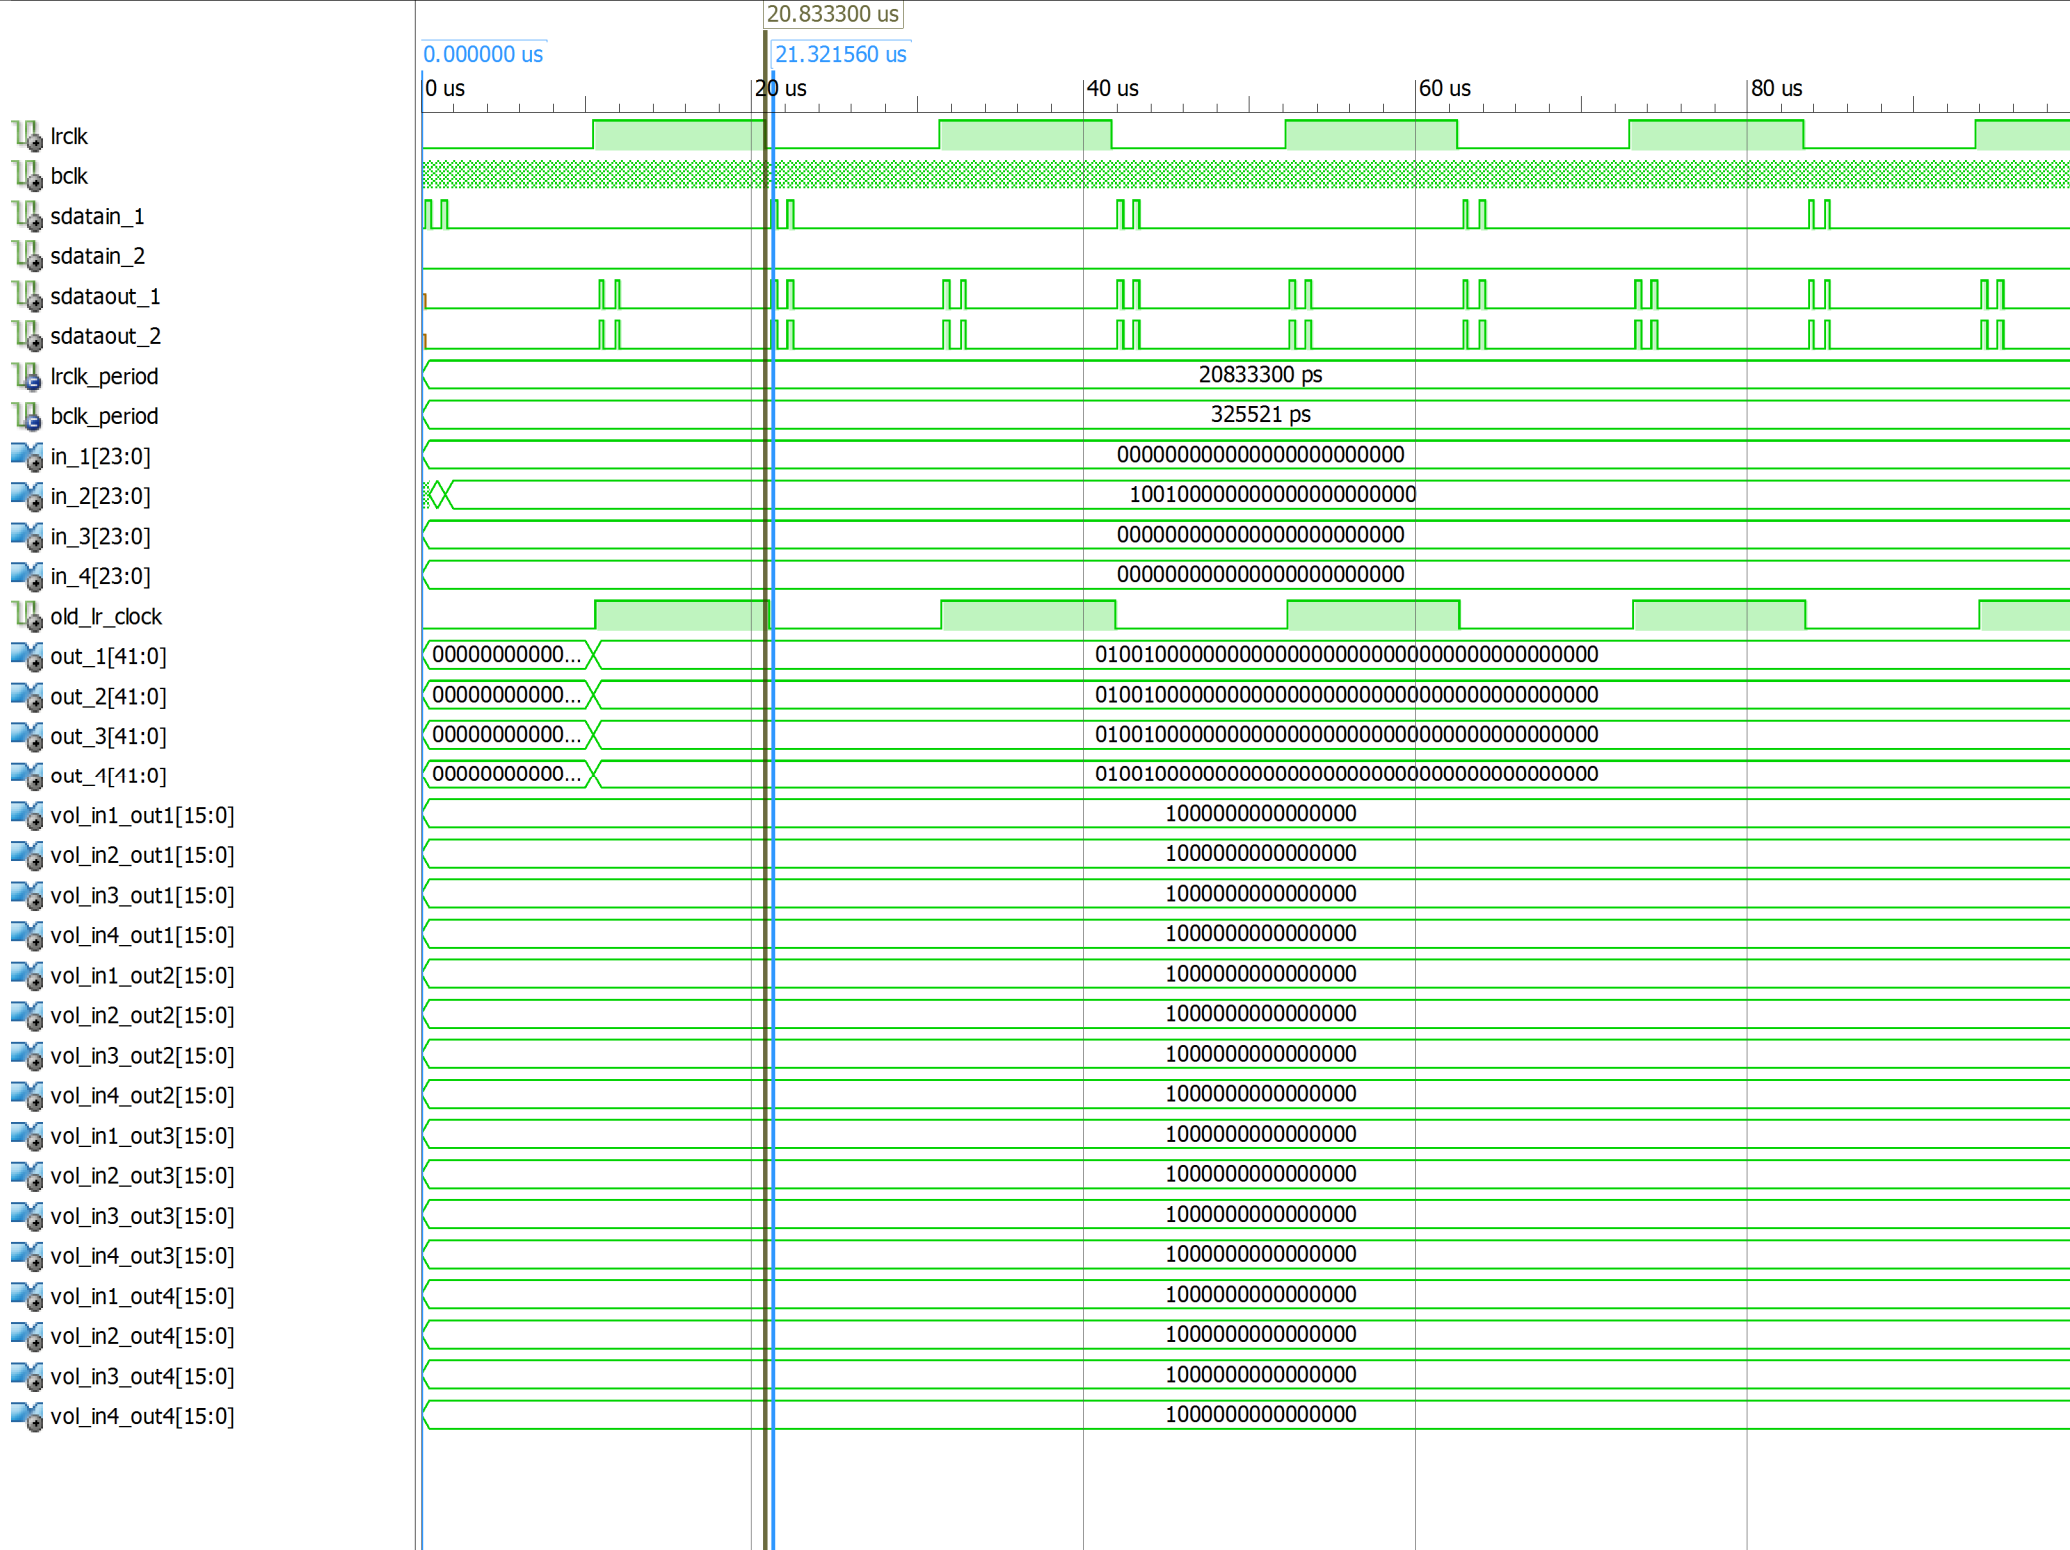 20.833300 us
0.000000 us 21.321560 us
0 us 20 us 40 us 60 us 80 us
lrclk
bclk
sdatain_1
sdatain_2
sdataout_1
sdataout_2
lrclk_period 20833300 ps
bclk_period 325521 ps
in_1[23:0] 000000000000000000000000
in_2[23:0] 100100000000000000000000
in_3[23:0] 000000000000000000000000
in_4[23:0] 000000000000000000000000
old_lr_clock
out_1[41:0] 00000000000... 010010000000000000000000000000000000000000
out_2[41:0] 00000000000... 010010000000000000000000000000000000000000
out_3[41:0] 00000000000... 010010000000000000000000000000000000000000
out_4[41:0] 00000000000... 010010000000000000000000000000000000000000
vol_in1_out1[15:0] 1000000000000000
vol_in2_out1[15:0] 1000000000000000
vol_in3_out1[15:0] 1000000000000000
vol_in4_out1[15:0] 1000000000000000
vol_in1_out2[15:0] 1000000000000000
vol_in2_out2[15:0] 1000000000000000
vol_in3_out2[15:0] 1000000000000000
vol_in4_out2[15:0] 1000000000000000
vol_in1_out3[15:0] 1000000000000000
vol_in2_out3[15:0] 1000000000000000
vol_in3_out3[15:0] 1000000000000000
vol_in4_out3[15:0] 1000000000000000
vol_in1_out4[15:0] 1000000000000000
vol_in2_out4[15:0] 1000000000000000
vol_in3_out4[15:0] 1000000000000000
vol_in4_out4[15:0] 1000000000000000